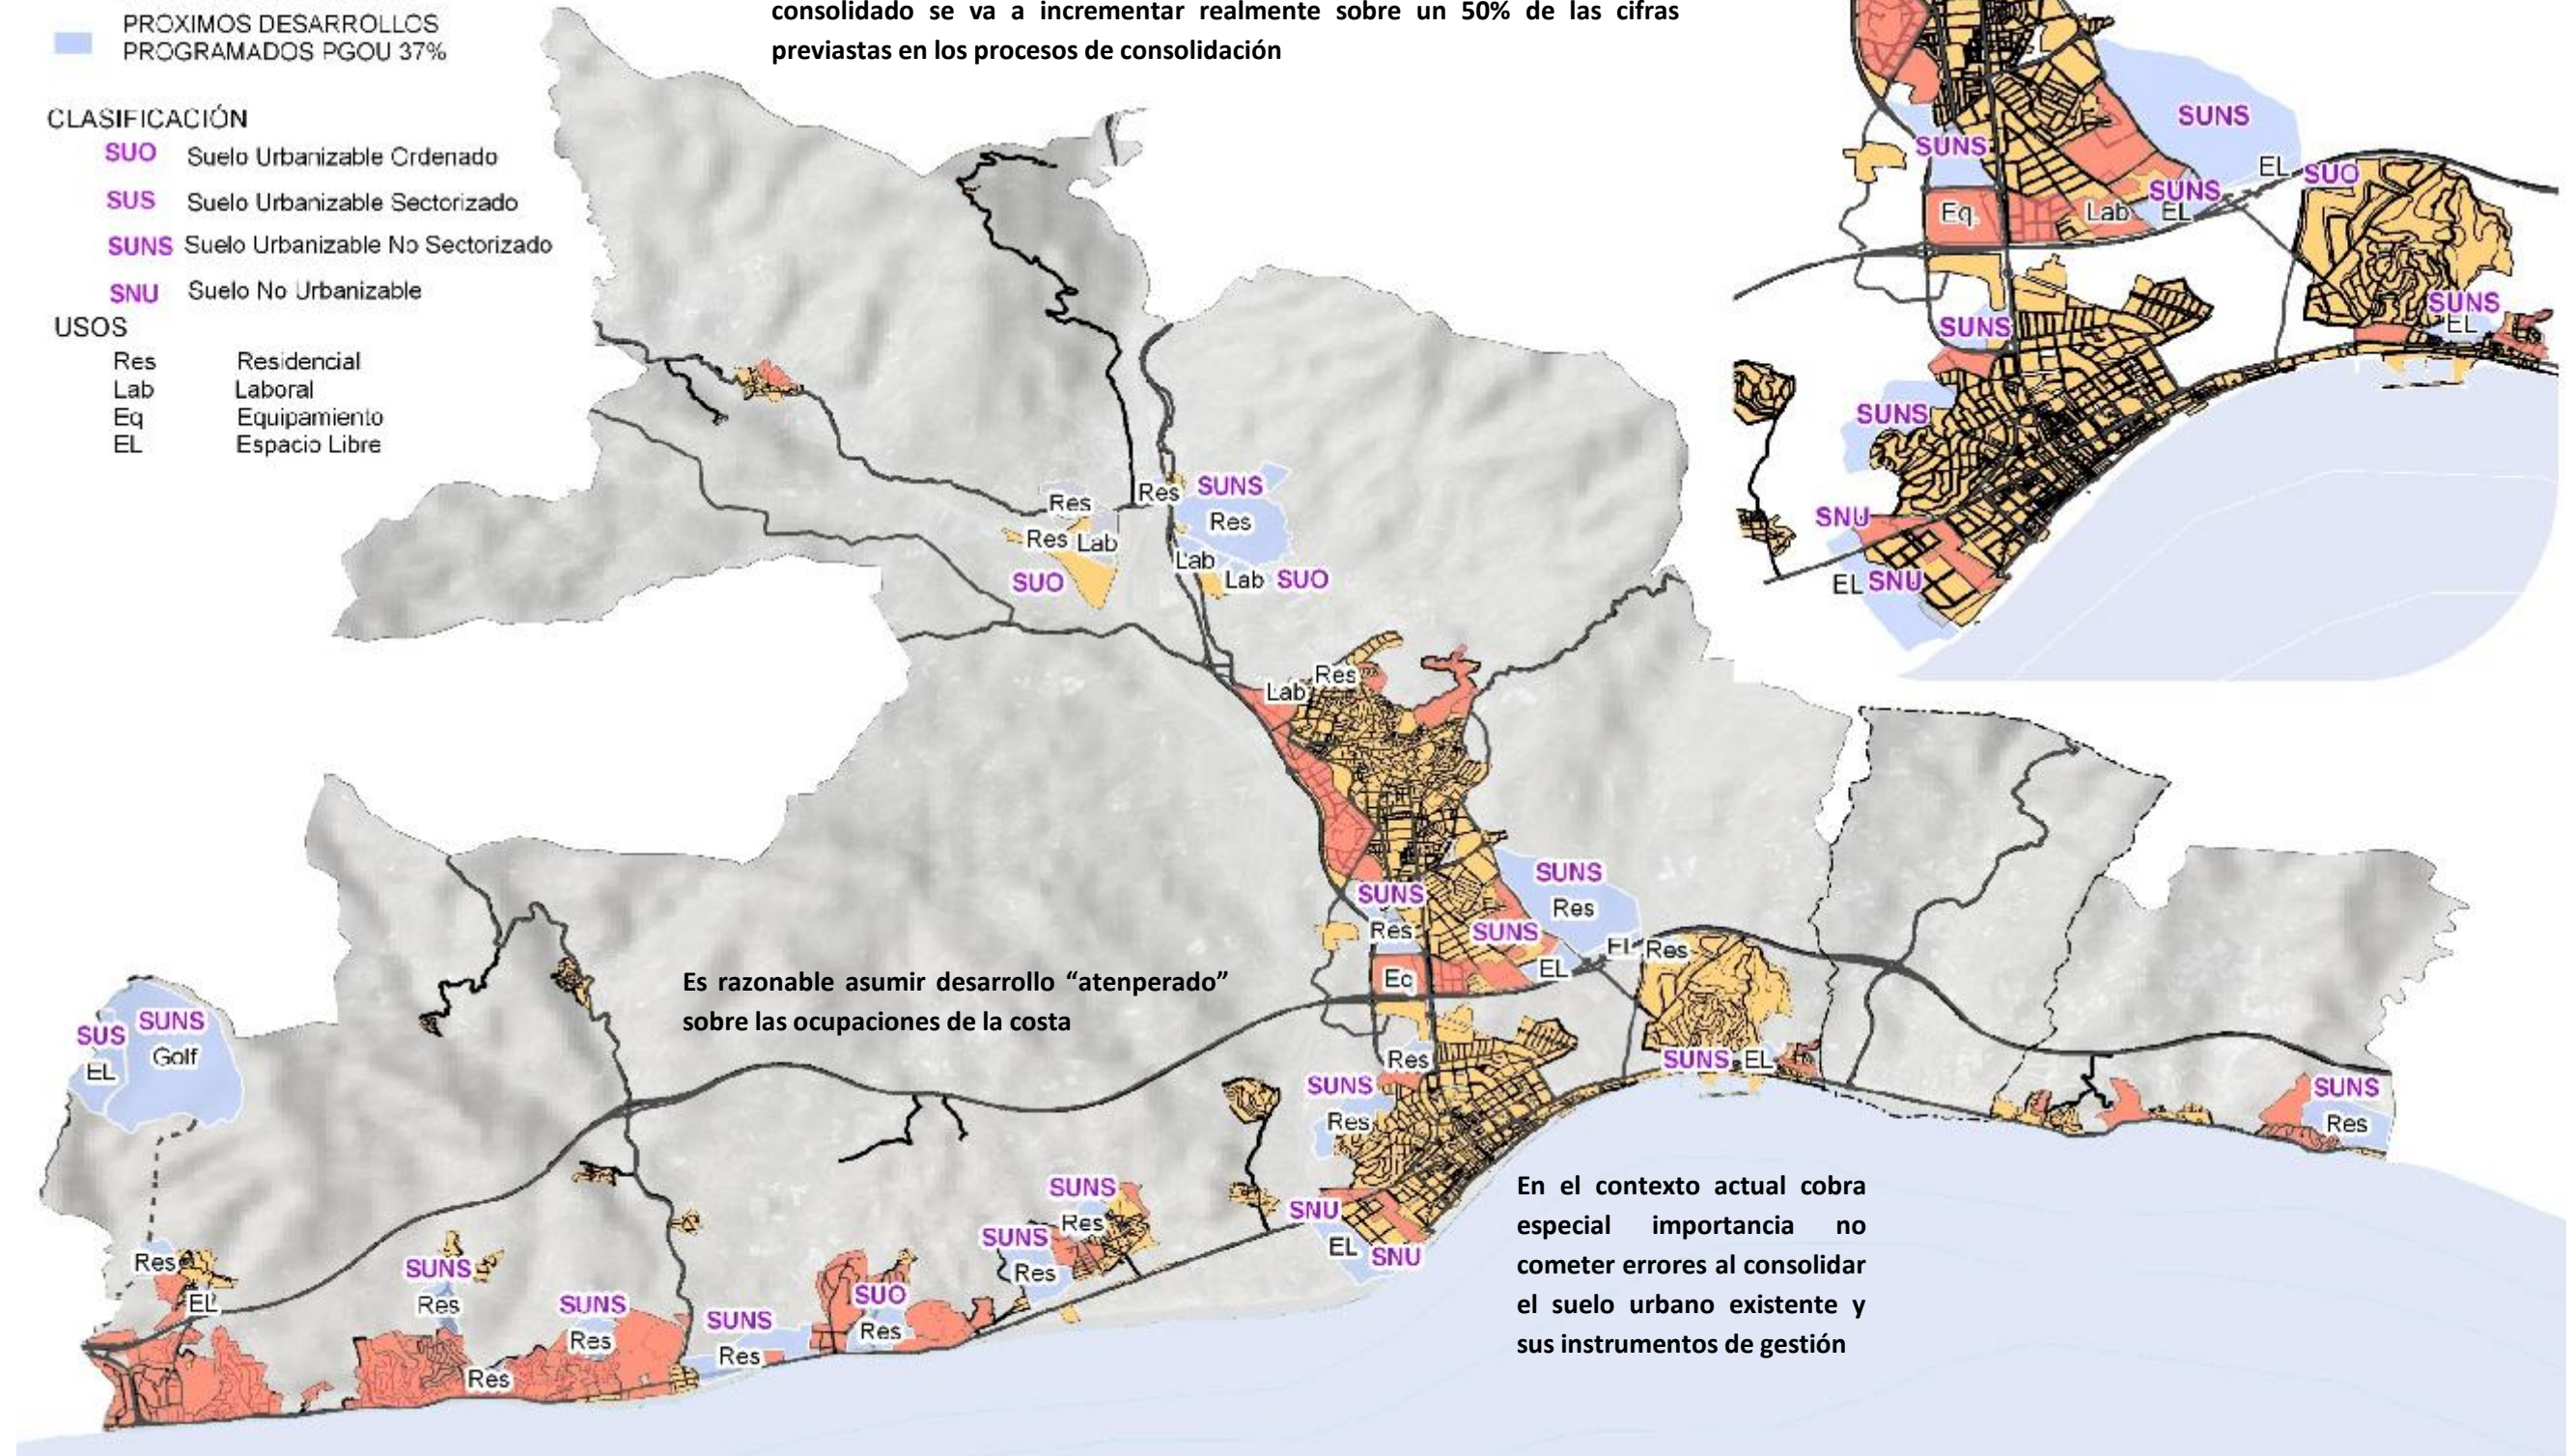 PROXIMOS DESARROLLOS
PROGRAMADOS PGOU 37%
CLASIFICACIÓN
SUO Suelo Urbanizable Ordenado
SUS Suelo Urbanizable Sectorizado
SUNS Suelo Urbanizable No Sectorizado
SNU Suelo No Urbanizable
USOS
Res Residencial
Lab Laboral
Eq Equipamiento
EL Espacio Libre
consolidado se va a incrementar realmente sobre un 50% de las cifras
previastas en los procesos de consolidación
SUNS
SUNS
EL SUO
SUNS
Eq Lab EL
SUNS
EL
SUNS
SUNS
SNU
EL SNU
Res Res SUNS
Res
Res Lab
Lab
SUO Lab SUO
Res
Lab
SUNS
SUNS
Res
Res SUNS
EL Res
Eq EL
Es razonable asumir desarrollo “atenperado”
sobre las ocupaciones de la costa
SUS SUNS
Golf
EL
Res
SUNS EL
SUNS
Res
SUNS
Res
SUNS
Res
SUNS
Res
SNU
EL SNU
En el contexto actual cobra
especial importancia no
cometer errores al consolidar
el suelo urbano existente y
sus instrumentos de gestión
Res
EL
SUNS
Res
SUNS
Res
SUNS
Res
SUO
Res
SUNS
Res
Res